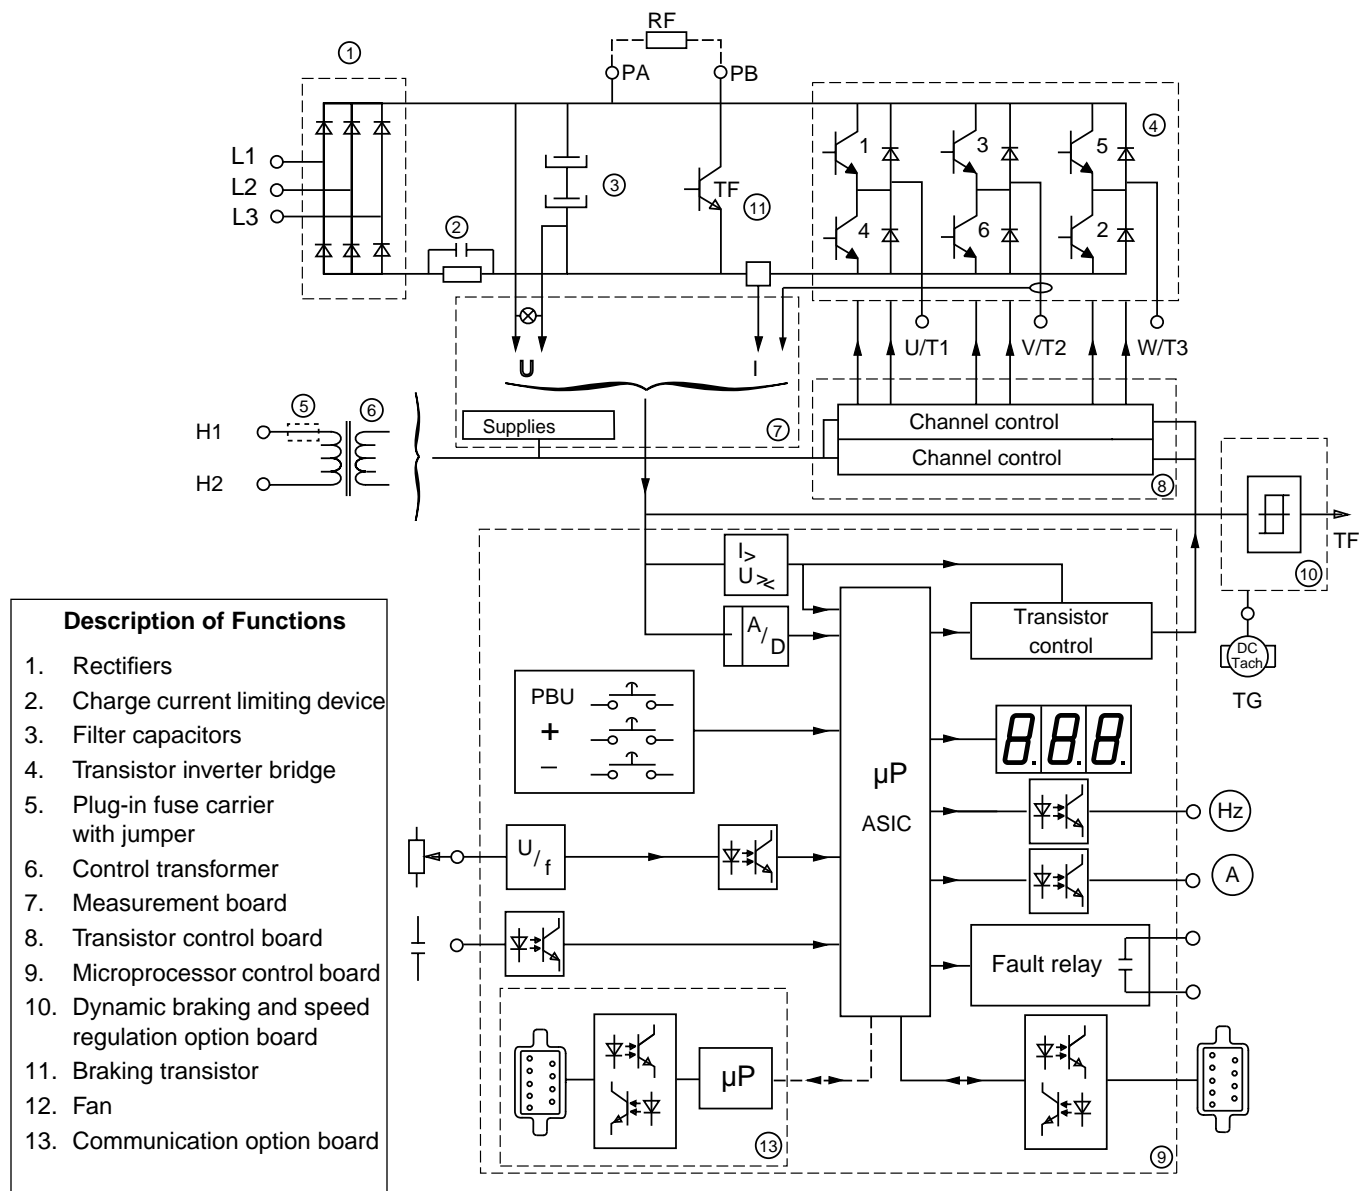 RF
1
PA
PB
L1
L2
L3
2
3
TF
11
1
3
5
4
4
6
2
U
I
U/T1
V/T2
W/T3
5
6
H1
H2
Supplies
7
Channel control
Channel control
8
TF
10
DC
Tach
TG
I>
U><
A/D
Transistor
control
PBU
+
–
8.8.8.
µP
ASIC
Hz
U/f
A
Fault relay
µP
13
9
Description of Functions
1. Rectifiers
2. Charge current limiting device
3. Filter capacitors
4. Transistor inverter bridge
5. Plug-in fuse carrier
with jumper
6. Control transformer
7. Measurement board
8. Transistor control board
9. Microprocessor control board
10. Dynamic braking and speed
regulation option board
11. Braking transistor
12. Fan
13. Communication option board